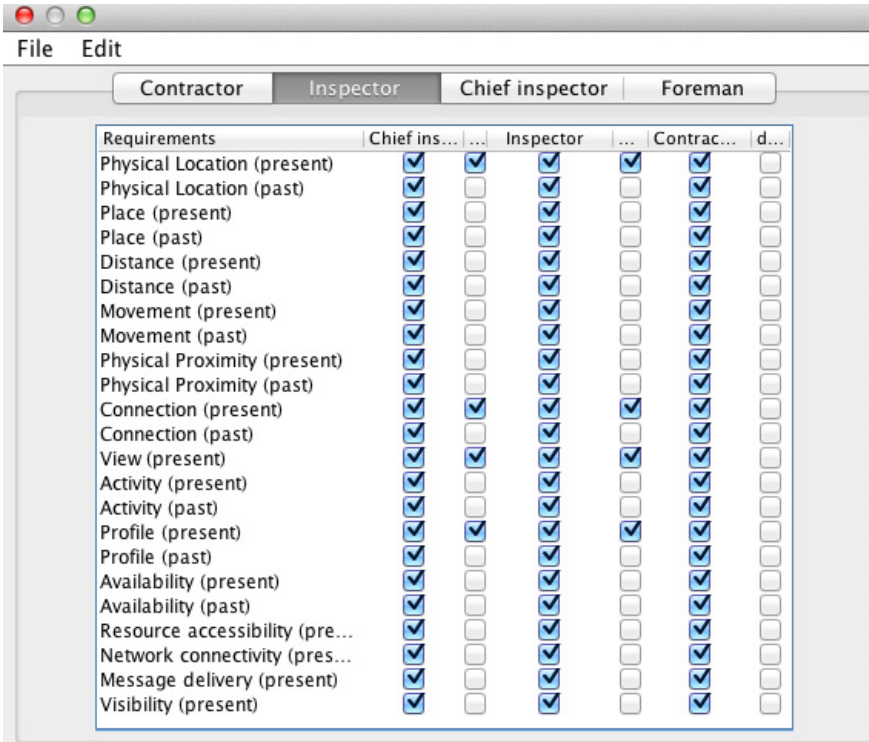 File Edit
Contractor Inspector Chief inspector Foreman
Requirements Chief ins... ... Inspector ... Contrac... d...
Physical Location (present)
Physical Location (past)
Place (present)
Place (past)
Distance (present)
Distance (past)
Movement (present)
Movement (past)
Physical Proximity (present)
Physical Proximity (past)
Connection (present)
Connection (past)
View (present)
Activity (present)
Activity (past)
Profile (present)
Profile (past)
Availability (present)
Availability (past)
Resource accessibility (pre...
Network connectivity (pres...
Message delivery (present)
Visibility (present)